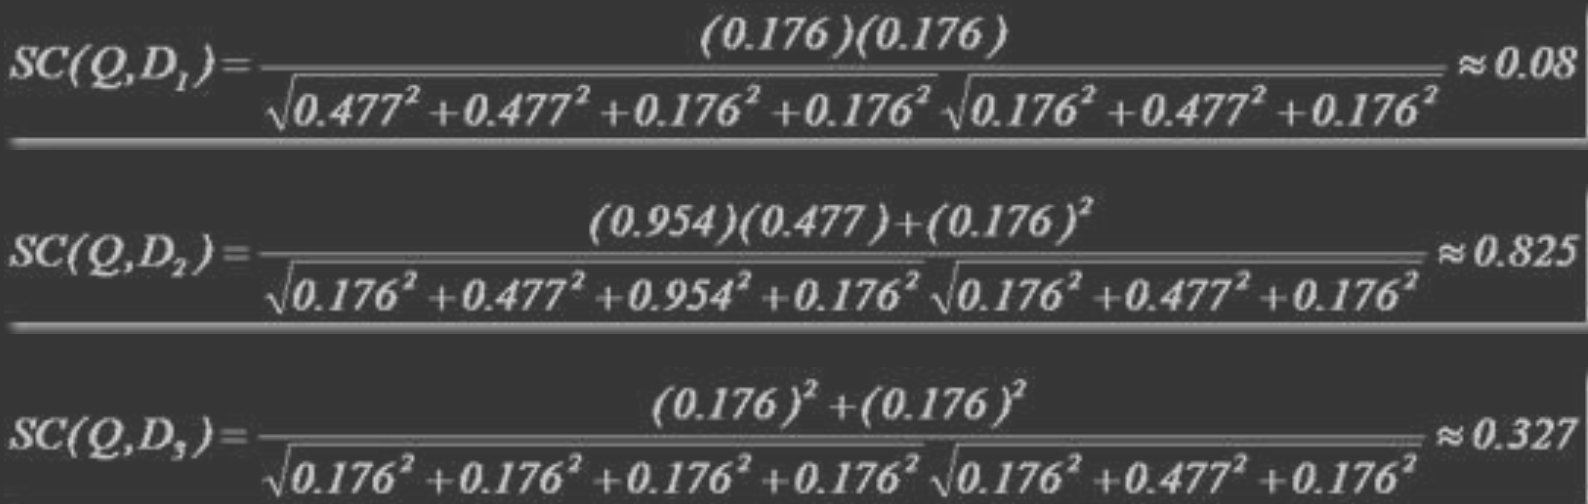 SC(Q,D₁)= (0.176)(0.176) / √0.477² +0.477² +0.176² +0.176² √0.176² +0.477² +0.176² ≈0.08
SC(Q,D₂)= (0.954)(0.477)+(0.176)² / √0.176² +0.477² +0.954² +0.176² √0.176² +0.477² +0.176² ≈0.825
SC(Q,D₃)= (0.176)² +(0.176)² / √0.176² +0.176² +0.176² +0.176² √0.176² +0.477² +0.176² ≈0.327